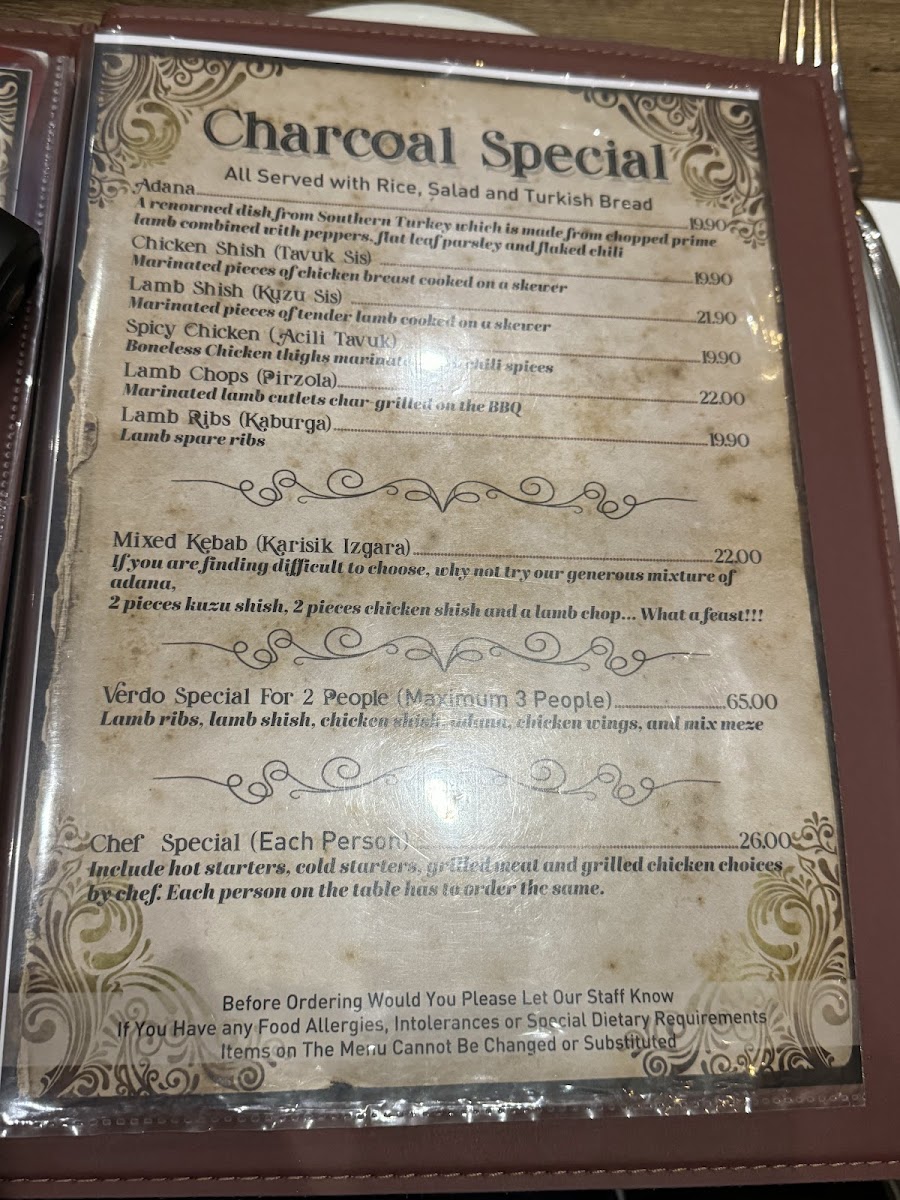 Charcoal Special
All Served with Rice, Salad and Turkish Bread
Adana 19.90
A renowned dish from Southern Turkey which is made from chopped prime
lamb combined with peppers, flat leaf parsley and flaked chili
Chicken Shish (Tavuk Sis) 19.90
Marinated pieces of chicken breast cooked on a skewer
Lamb Shish (Kuzu Sis) 21.90
Marinated pieces of tender lamb cooked on a skewer
Spicy Chicken (Acili Tavuk) 19.90
Boneless Chicken thighs chili spices
Lamb Chops (Pirzola) 22.00
Marinated lamb cutlets char-grilled on the BBQ
Lamb Ribs (Kaburga) 19.90
Lamb spare ribs
Mixed Kebab (Karisik Izgara) 22.00
If you are finding difficult to choose, why not try our generous mixture of
adana,
2 pieces kuzu shish, 2 pieces chicken shish and a lamb chop... What a feast!!!
Verdo Special For 2 People (Maximum 3 People) 65.00
Lamb ribs, lamb shish, chicken shish, adana, chicken wings, and mix meze
Chef Special (Each Person) 26.00
Include hot starters, cold starters, grilled meat and grilled chicken choices
by chef. Each person on the table has to order the same.
Before Ordering Would You Please Let Our Staff Know
If You Have any Food Allergies, Intolerances or Special Dietary Requirements
Items on The Menu Cannot Be Changed or Substituted